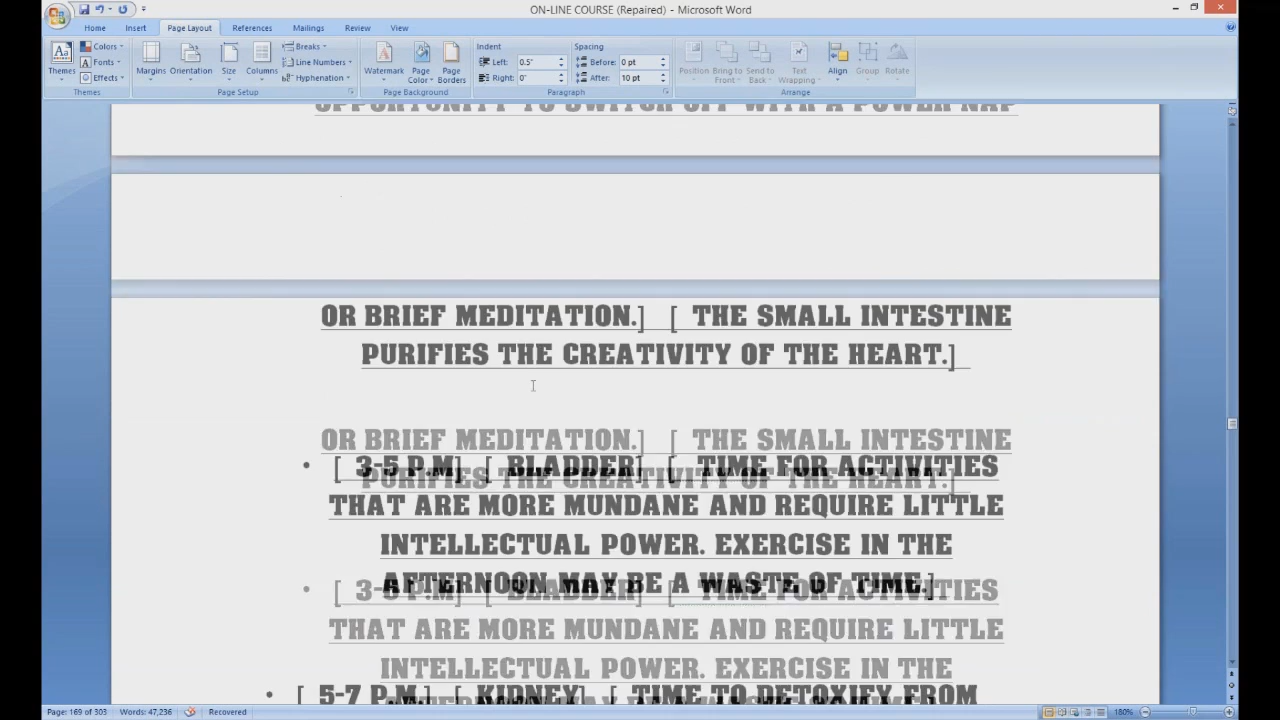 ON-LINE COURSE (Repaired) - Microsoft Word
Home Insert Page Layout References Mailings Review View
Themes Colors Fonts Effects Themes
Margins Orientation Size Columns Breaks Line Numbers Hyphenation Page Setup
Watermark Page Color Page Borders Page Background
Indent Left: 0.5" Right: 0" Spacing Before: 0 pt After: 10 pt Paragraph
Position Bring to Front Send to Back Text Wrapping Align Group Rotate Arrange
OPPORTUNITY TO SWITCH OFF WITH A POWER NAP
OR BRIEF MEDITATION.] [ THE SMALL INTESTINE
PURIFIES THE CREATIVITY OF THE HEART.]
OR BRIEF MEDITATION.] [ THE SMALL INTESTINE
• [ 3-5 P.M] [ BLADDER] [ TIME FOR ACTIVITIES
PURIFIES THE CREATIVITY OF THE HEART.]
THAT ARE MORE MUNDANE AND REQUIRE LITTLE
INTELLECTUAL POWER. EXERCISE IN THE
AFTERNOON MAY BE A WASTE OF TIME.]
• [ 3-5 P.M] [ BLADDER] [ TIME FOR ACTIVITIES
THAT ARE MORE MUNDANE AND REQUIRE LITTLE
INTELLECTUAL POWER. EXERCISE IN THE
• [ 5-7 P.M.] [ KIDNEY] [ TIME TO DETOXIFY FROM
Page: 169 of 303 Words: 47,236 Recovered 180%